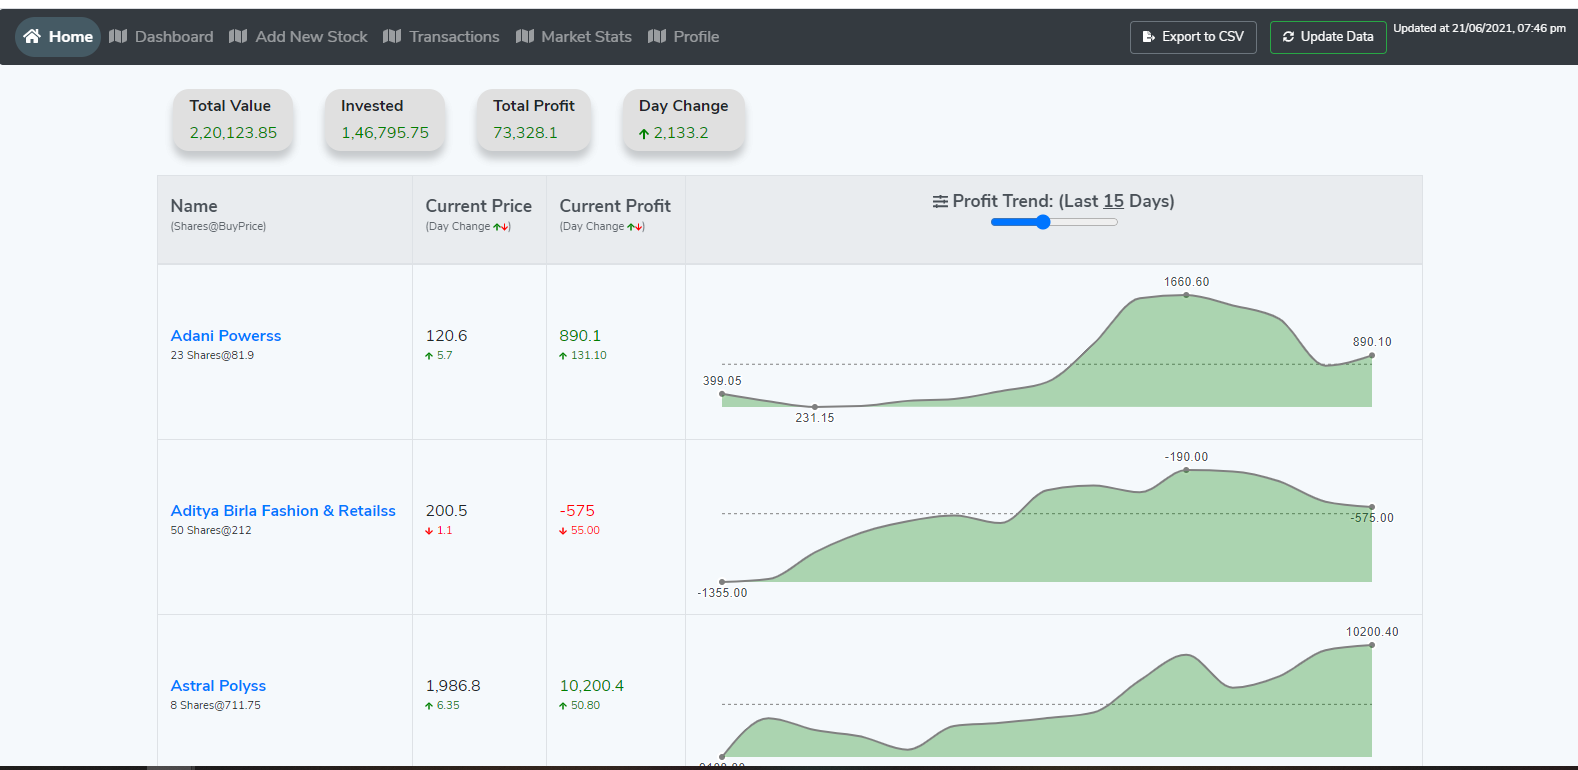 Home Dashboard Add New Stock Transactions Market Stats Profile Export to CSV Update Data Updated at 21/06/2021, 07:46 pm
Total Value Invested Total Profit Day Change
2,20,123.85 1,46,795.75 73,328.1 2,133.2
Name Current Price Current Profit Profit Trend: (Last 15 Days)
(Shares@BuyPrice) (Day Change ) (Day Change )
1660.60
Adani Powerss 120.6 890.1 890.10
23 Shares@81.9 5.7 131.10
399.05
231.15
-190.00
Aditya Birla Fashion & Retailss 200.5 -575 -575.00
50 Shares@212 1.1 55.00
-1355.00
10200.40
Astral Polyss 1,986.8 10,200.4
8 Shares@711.75 6.35 50.80